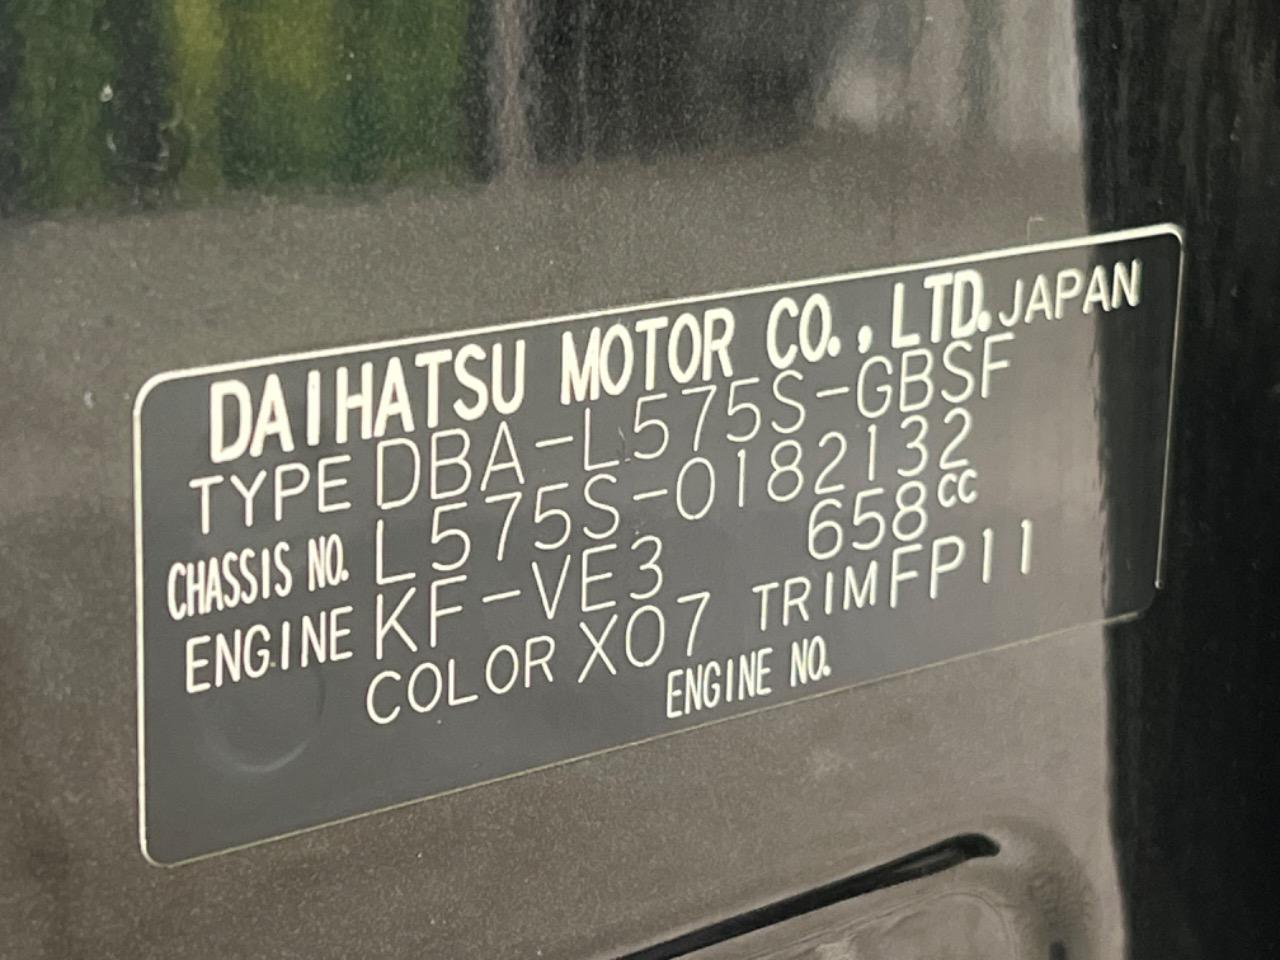 DAIHATSU MOTOR CO., LTD. JAPAN
TYPE DBA-L575S-GBSF
CHASSIS NO. L575S-0182132
ENGINE KF-VE3 658cc
COLOR X07 TRIM FP11
ENGINE NO.